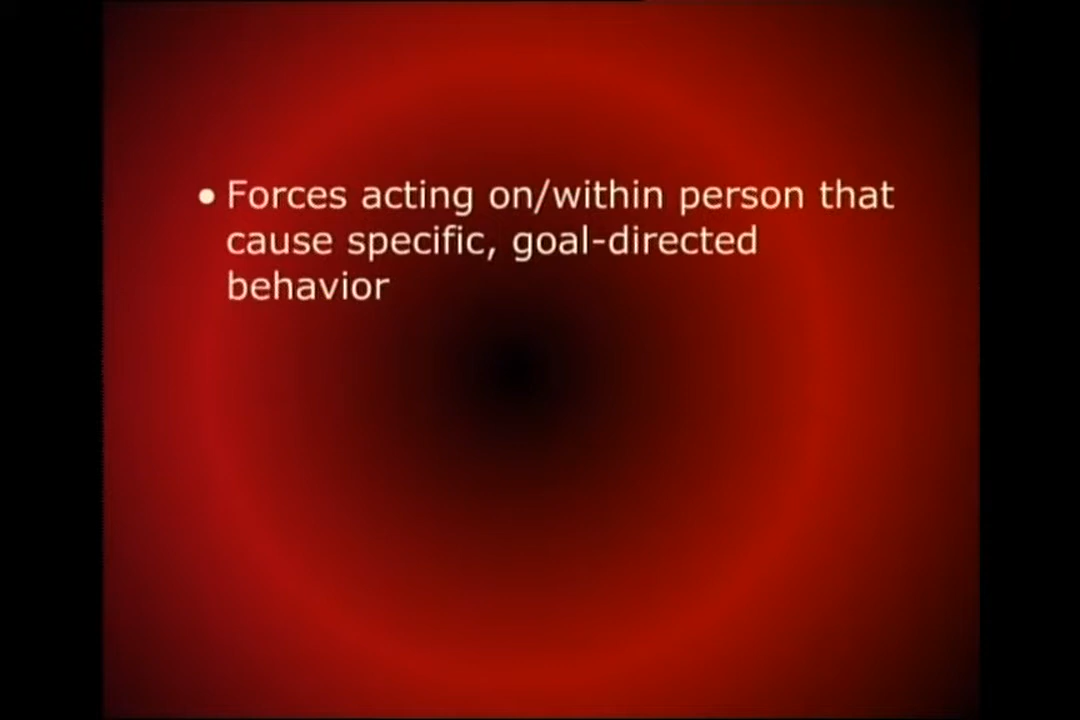 • Forces acting on/within person that
cause specific, goal-directed
behavior